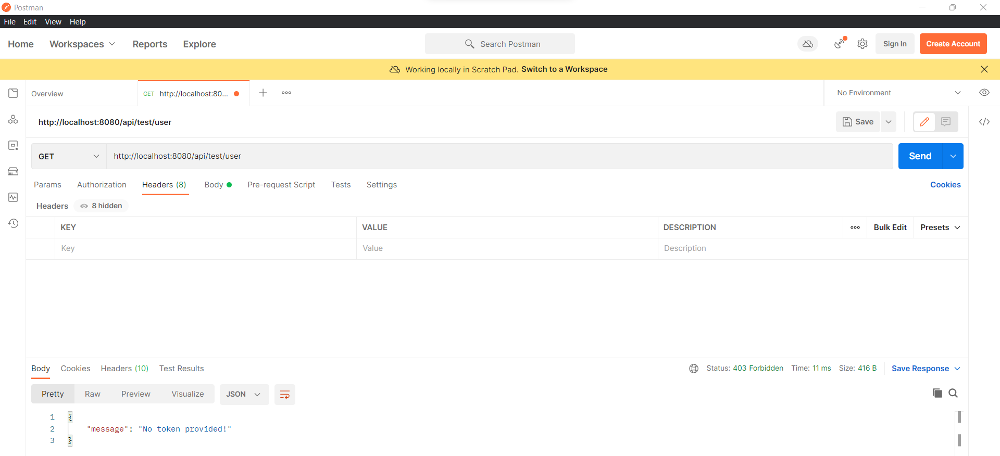 Postman
File Edit View Help
Home Workspaces Reports Explore Search Postman Sign In Create Account
Working locally in Scratch Pad. Switch to a Workspace
Overview GET http://localhost:80... No Environment
http://localhost:8080/api/test/user Save
GET http://localhost:8080/api/test/user Send
Params Authorization Headers (8) Body Pre-request Script Tests Settings Cookies
Headers 8 hidden
KEY VALUE DESCRIPTION Bulk Edit Presets
Key Value Description
Body Cookies Headers (10) Test Results Status: 403 Forbidden Time: 11 ms Size: 416 B Save Response
Pretty Raw Preview Visualize JSON
1 {
2 "message": "No token provided!"
3 }